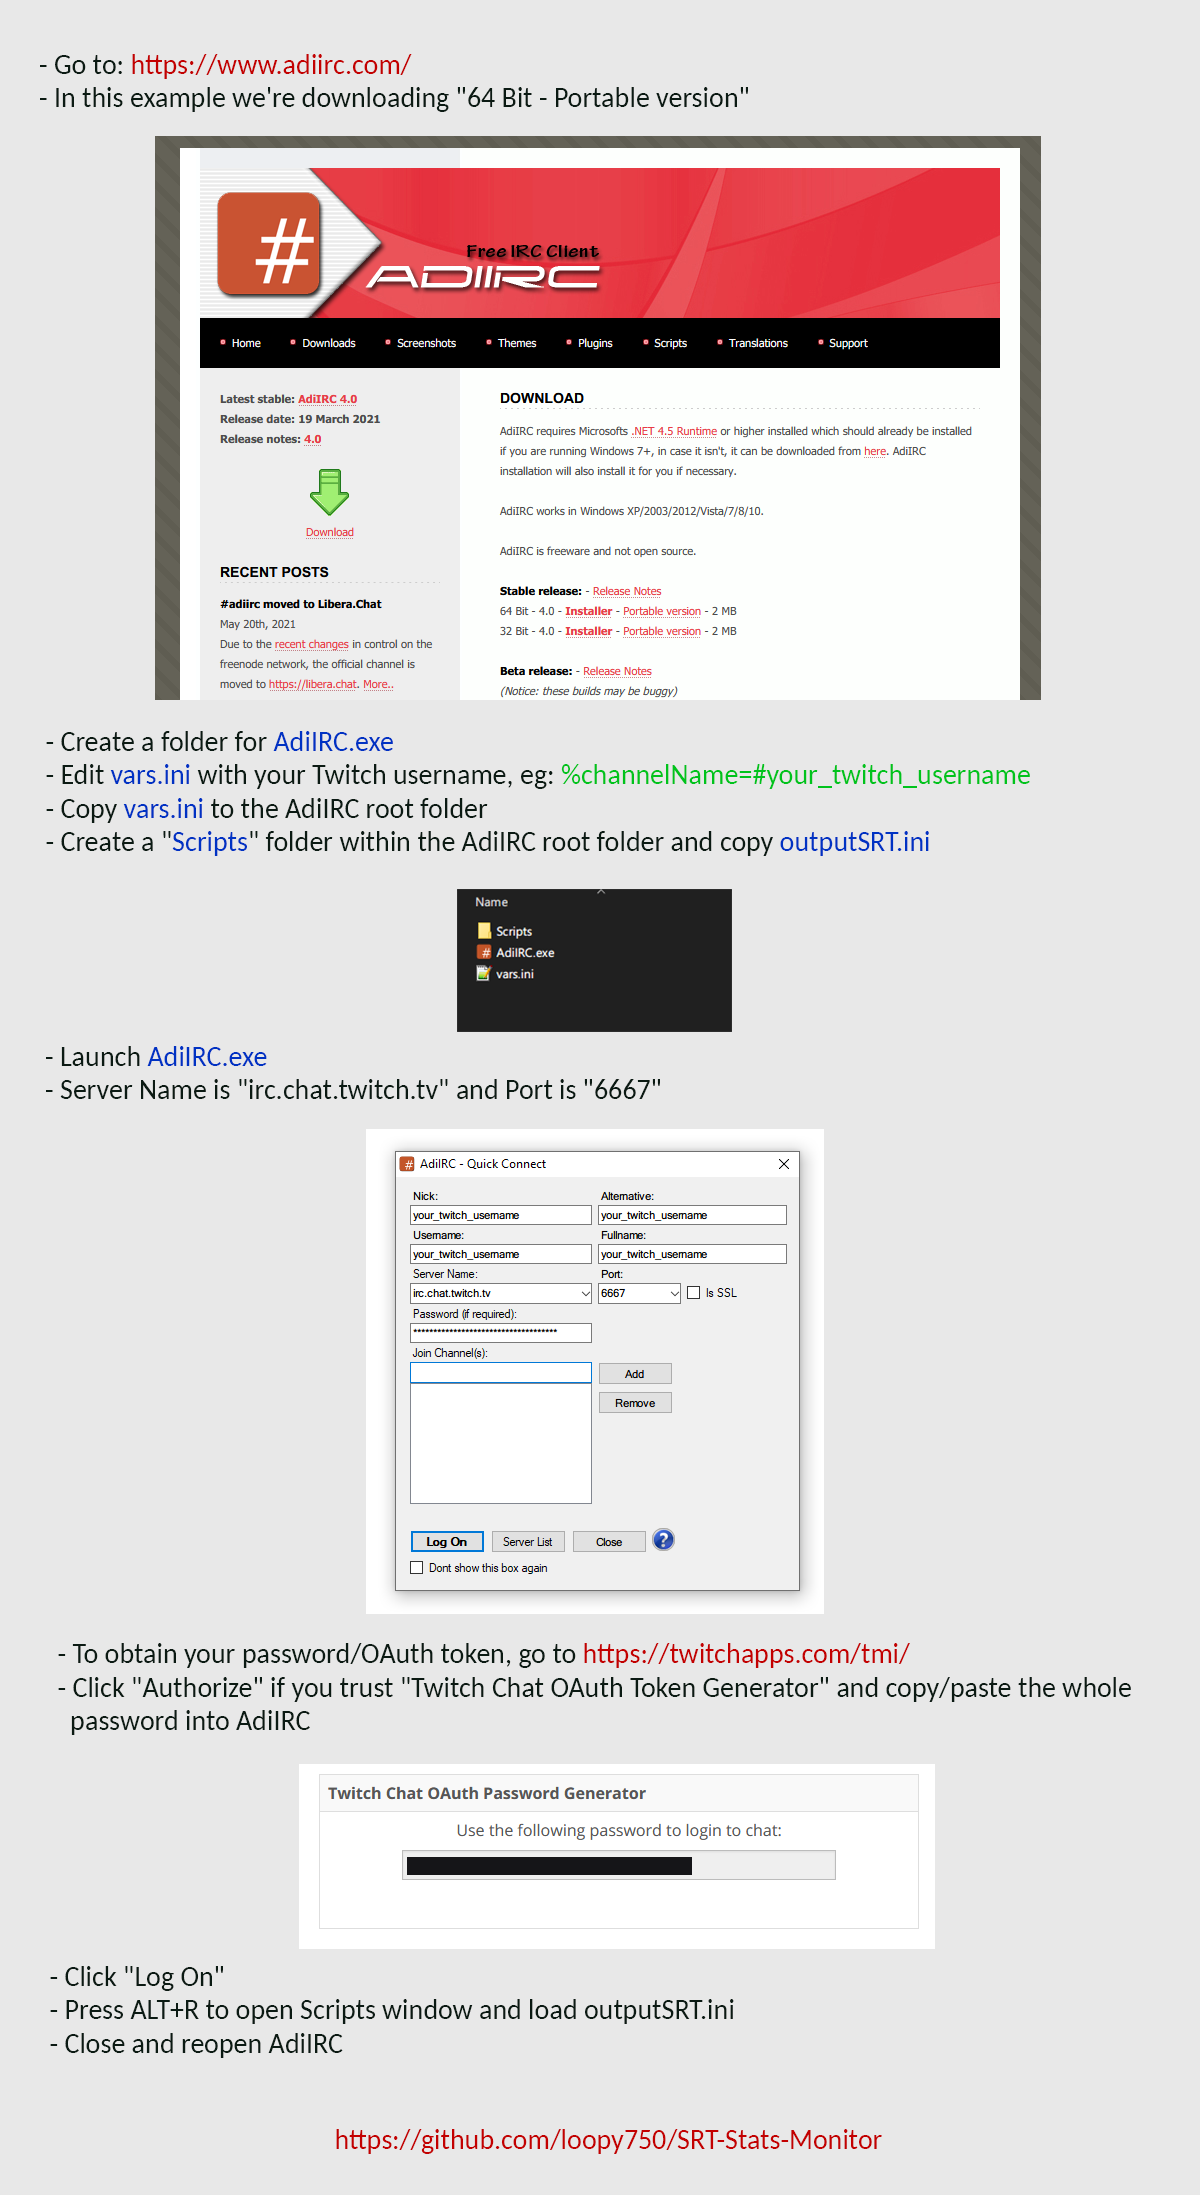 - Go to: https://www.adiirc.com/
- In this example we're downloading "64 Bit - Portable version"
#
Free IRC Client
ADIIRC
Home Downloads Screenshots Themes Plugins Scripts Translations Support
Latest stable: AdiIRC 4.0
Release date: 19 March 2021
Release notes: 4.0
Download
RECENT POSTS
#adiirc moved to Libera.Chat
May 20th, 2021
Due to the recent changes in control on the
freenode network, the official channel is
moved to https://libera.chat. More..
DOWNLOAD
AdiIRC requires Microsofts .NET 4.5 Runtime or higher installed which should already be installed
if you are running Windows 7+, in case it isn't, it can be downloaded from here. AdiIRC
installation will also install it for you if necessary.
AdiIRC works in Windows XP/2003/2012/Vista/7/8/10.
AdiIRC is freeware and not open source.
Stable release: - Release Notes
64 Bit - 4.0 - Installer - Portable version - 2 MB
32 Bit - 4.0 - Installer - Portable version - 2 MB
Beta release: - Release Notes
(Notice: these builds may be buggy)
- Create a folder for AdiIRC.exe
- Edit vars.ini with your Twitch username, eg: %channelName=#your_twitch_username
- Copy vars.ini to the AdiIRC root folder
- Create a "Scripts" folder within the AdiIRC root folder and copy outputSRT.ini
Name
Scripts
# AdiIRC.exe
vars.ini
- Launch AdiIRC.exe
- Server Name is "irc.chat.twitch.tv" and Port is "6667"
# AdiIRC - Quick Connect
Nick: Alternative:
your_twitch_username your_twitch_username
Username: Fullname:
your_twitch_username your_twitch_username
Server Name: Port:
irc.chat.twitch.tv 6667 Is SSL
Password (if required):
************************************
Join Channel(s):
Add
Remove
Log On Server List Close ?
Dont show this box again
- To obtain your password/OAuth token, go to https://twitchapps.com/tmi/
- Click "Authorize" if you trust "Twitch Chat OAuth Token Generator" and copy/paste the whole
password into AdiIRC
Twitch Chat OAuth Password Generator
Use the following password to login to chat:
- Click "Log On"
- Press ALT+R to open Scripts window and load outputSRT.ini
- Close and reopen AdiIRC
https://github.com/loopy750/SRT-Stats-Monitor